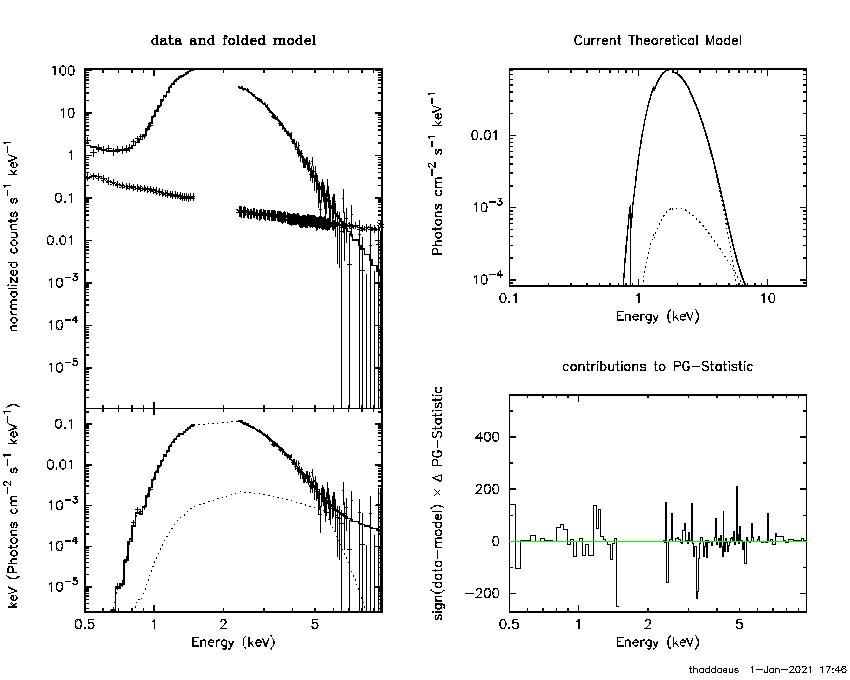 data and folded model
Current Theoretical Model
100
10
1
0.1
0.01
10−3
10−4
10−5
normalized counts s−1 keV−1
0.01
10−3
10−4
Photons cm−2 s−1 keV−1
0.1
1
10
Energy (keV)
contributions to PG−Statistic
0.1
0.01
10−3
10−4
10−5
keV (Photons cm−2 s−1 keV−1)
0.5
1
2
5
Energy (keV)
400
200
0
−200
sign(data−model) × Δ PG−Statistic
0.5
1
2
5
Energy (keV)
thaddaeus 1−Jan−2021 17:46